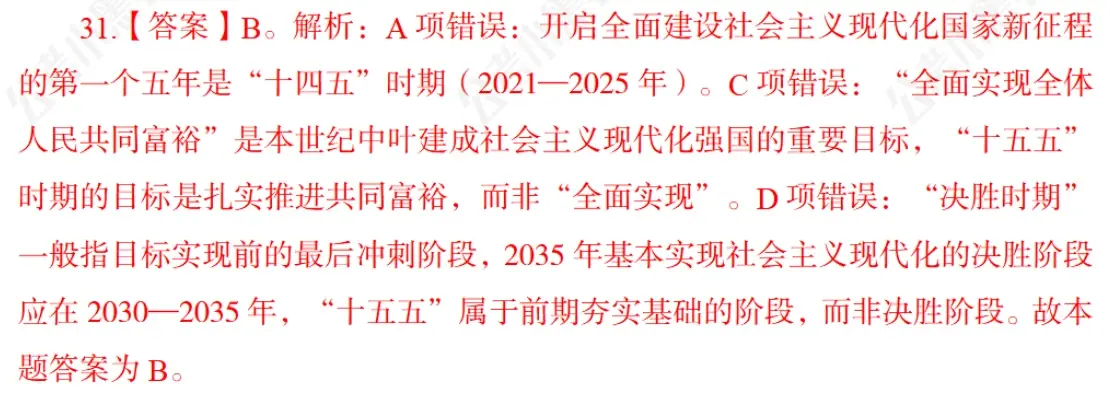 31.【答案】B。解析：A 项错误：开启全面建设社会主义现代化国家新征程
的第一个五年是“十四五”时期（2021—2025 年）。C 项错误：“全面实现全体
人民共同富裕”是本世纪中叶建成社会主义现代化强国的重要目标，“十五五”
时期的目标是扎实推进共同富裕，而非“全面实现”。D 项错误：“决胜时期”
一般指目标实现前的最后冲刺阶段，2035 年基本实现社会主义现代化的决胜阶段
应在 2030—2035 年，“十五五”属于前期夯实基础的阶段，而非决胜阶段。故本
题答案为 B。